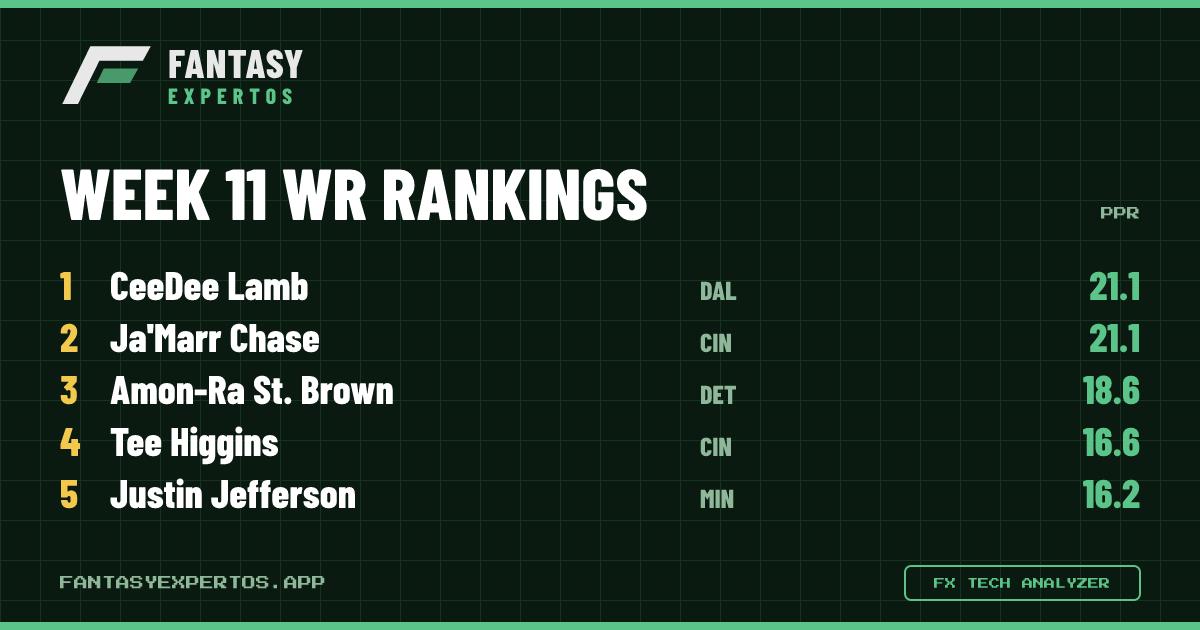 FANTASY
EXPERTOS
WEEK 11 WR RANKINGS
PPR
1 CeeDee Lamb DAL 21.1
2 Ja'Marr Chase CIN 21.1
3 Amon-Ra St. Brown DET 18.6
4 Tee Higgins CIN 16.6
5 Justin Jefferson MIN 16.2
FANTASYEXPERTOS.APP
FX TECH ANALYZER